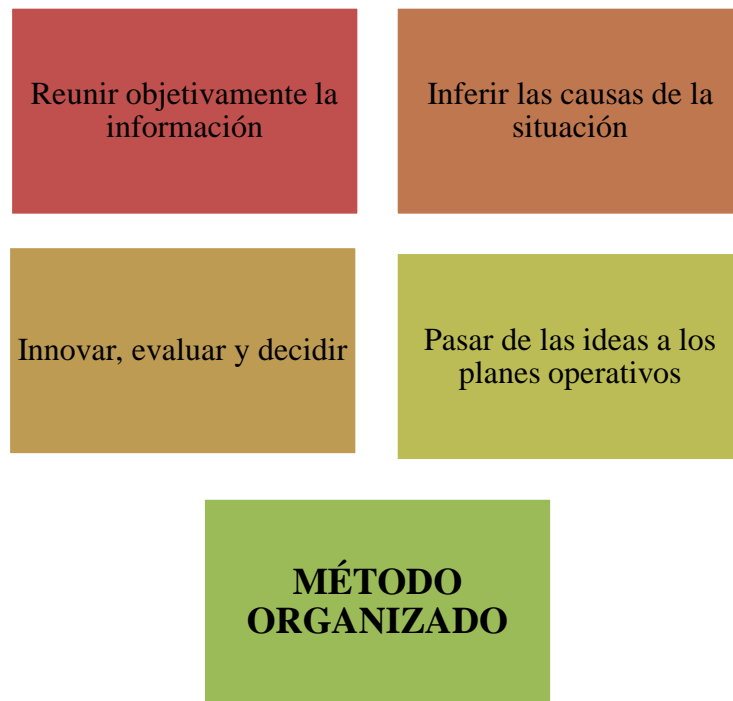 Reunir objetivamente la
información
Inferir las causas de la
situación
Innovar, evaluar y decidir
Pasar de las ideas a los
planes operativos
MÉTODO
ORGANIZADO